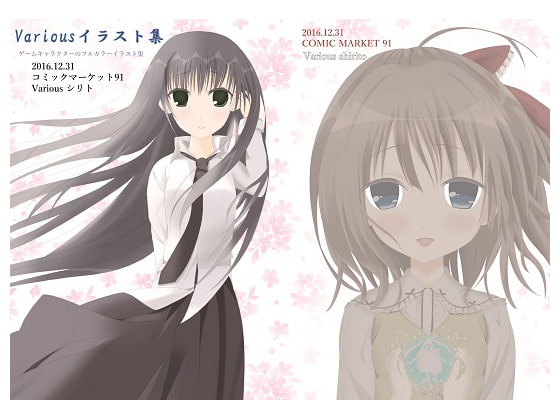 Variousイラスト集
ゲームキャラクターのフルカラーイラスト集
2016.12.31
コミックマーケット91
Various シリト
2016.12.31
COMIC MARKET 91
Various shirito